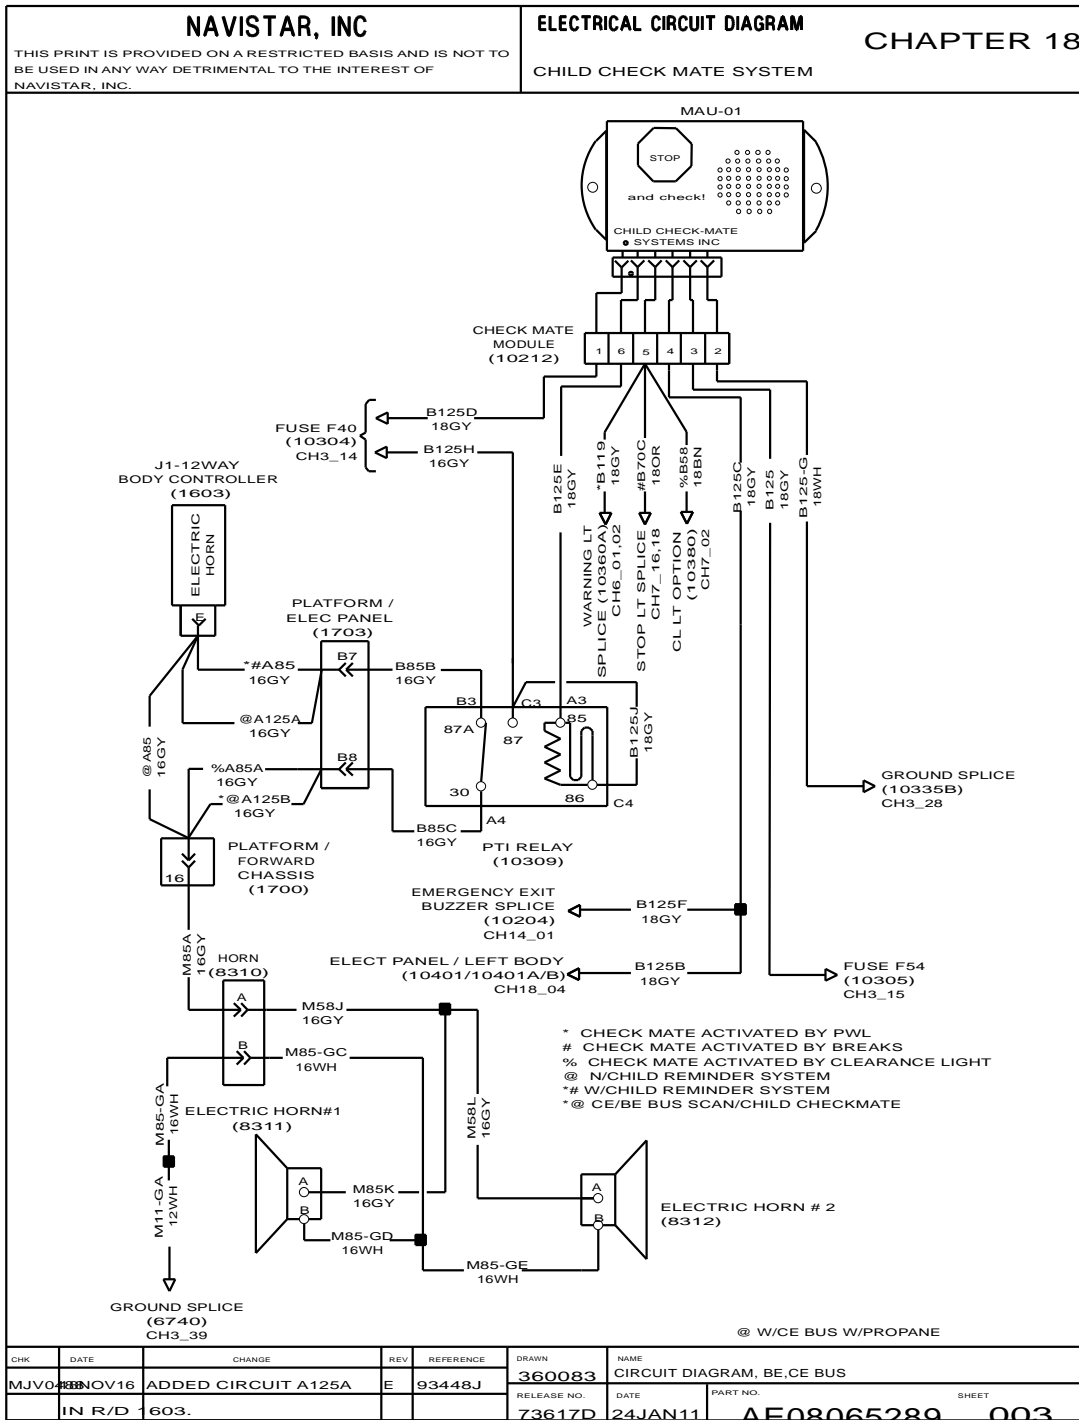 NAVISTAR, INC
THIS PRINT IS PROVIDED ON A RESTRICTED BASIS AND IS NOT TO
BE USED IN ANY WAY DETRIMENTAL TO THE INTEREST OF
NAVISTAR, INC.
ELECTRICAL CIRCUIT DIAGRAM
CHILD CHECK MATE SYSTEM
CHAPTER 18
MAU-01
STOP
and check!
CHILD CHECK-MATE
SYSTEMS INC
CHECK MATE
MODULE
(10212)
1 6 5 4 3 2
FUSE F40
(10304)
CH3_14
B125D
18GY
B125H
16GY
B125E
18GY
*B119
18GY
#B70C
18OR
%B58
18BN
B125C
18GY
B125
18GY
B125-G
18WH
WARNING LT
SPLICE (10360A)
CH6_01,02
STOP LT SPLICE
CH7_16,18
CL LT OPTION
(10380)
CH7_02
J1-12WAY
BODY CONTROLLER
(1603)
ELECTRIC
HORN
E
PLATFORM /
ELEC PANEL
(1703)
B7
B8
*#A85
16GY
@A125A
16GY
@A85
16GY
%A85A
16GY
*@A125B
16GY
B85B
16GY
B85C
16GY
B3
C3
A3
87A
87
85
30
86
A4
C4
B125J
18GY
PTI RELAY
(10309)
GROUND SPLICE
(10335B)
CH3_28
PLATFORM /
FORWARD
CHASSIS
(1700)
16
EMERGENCY EXIT
BUZZER SPLICE
(10204)
CH14_01
B125F
18GY
ELECT PANEL / LEFT BODY
(10401/10401A/B)
CH18_04
B125B
18GY
FUSE F54
(10305)
CH3_15
M85A
16GY
HORN
(8310)
A
B
M58J
16GY
M85-GC
16WH
M85-GA
16WH
M11-GA
12WH
M58L
16GY
* CHECK MATE ACTIVATED BY PWL
# CHECK MATE ACTIVATED BY BREAKS
% CHECK MATE ACTIVATED BY CLEARANCE LIGHT
@ N/CHILD REMINDER SYSTEM
*# W/CHILD REMINDER SYSTEM
*@ CE/BE BUS SCAN/CHILD CHECKMATE
ELECTRIC HORN#1
(8311)
A
B
M85K
16GY
M85-GD
16WH
M85-GE
16WH
A
B
ELECTRIC HORN # 2
(8312)
GROUND SPLICE
(6740)
CH3_39
@ W/CE BUS W/PROPANE
CHK DATE CHANGE REV REFERENCE
NOV16 ADDED CIRCUIT A125A E 93448J
IN R/D 1603.
DRAWN
360083
NAME
CIRCUIT DIAGRAM, BE,CE BUS
RELEASE NO.
73617D
DATE
24JAN11
PART NO.
AE08065289
SHEET
003